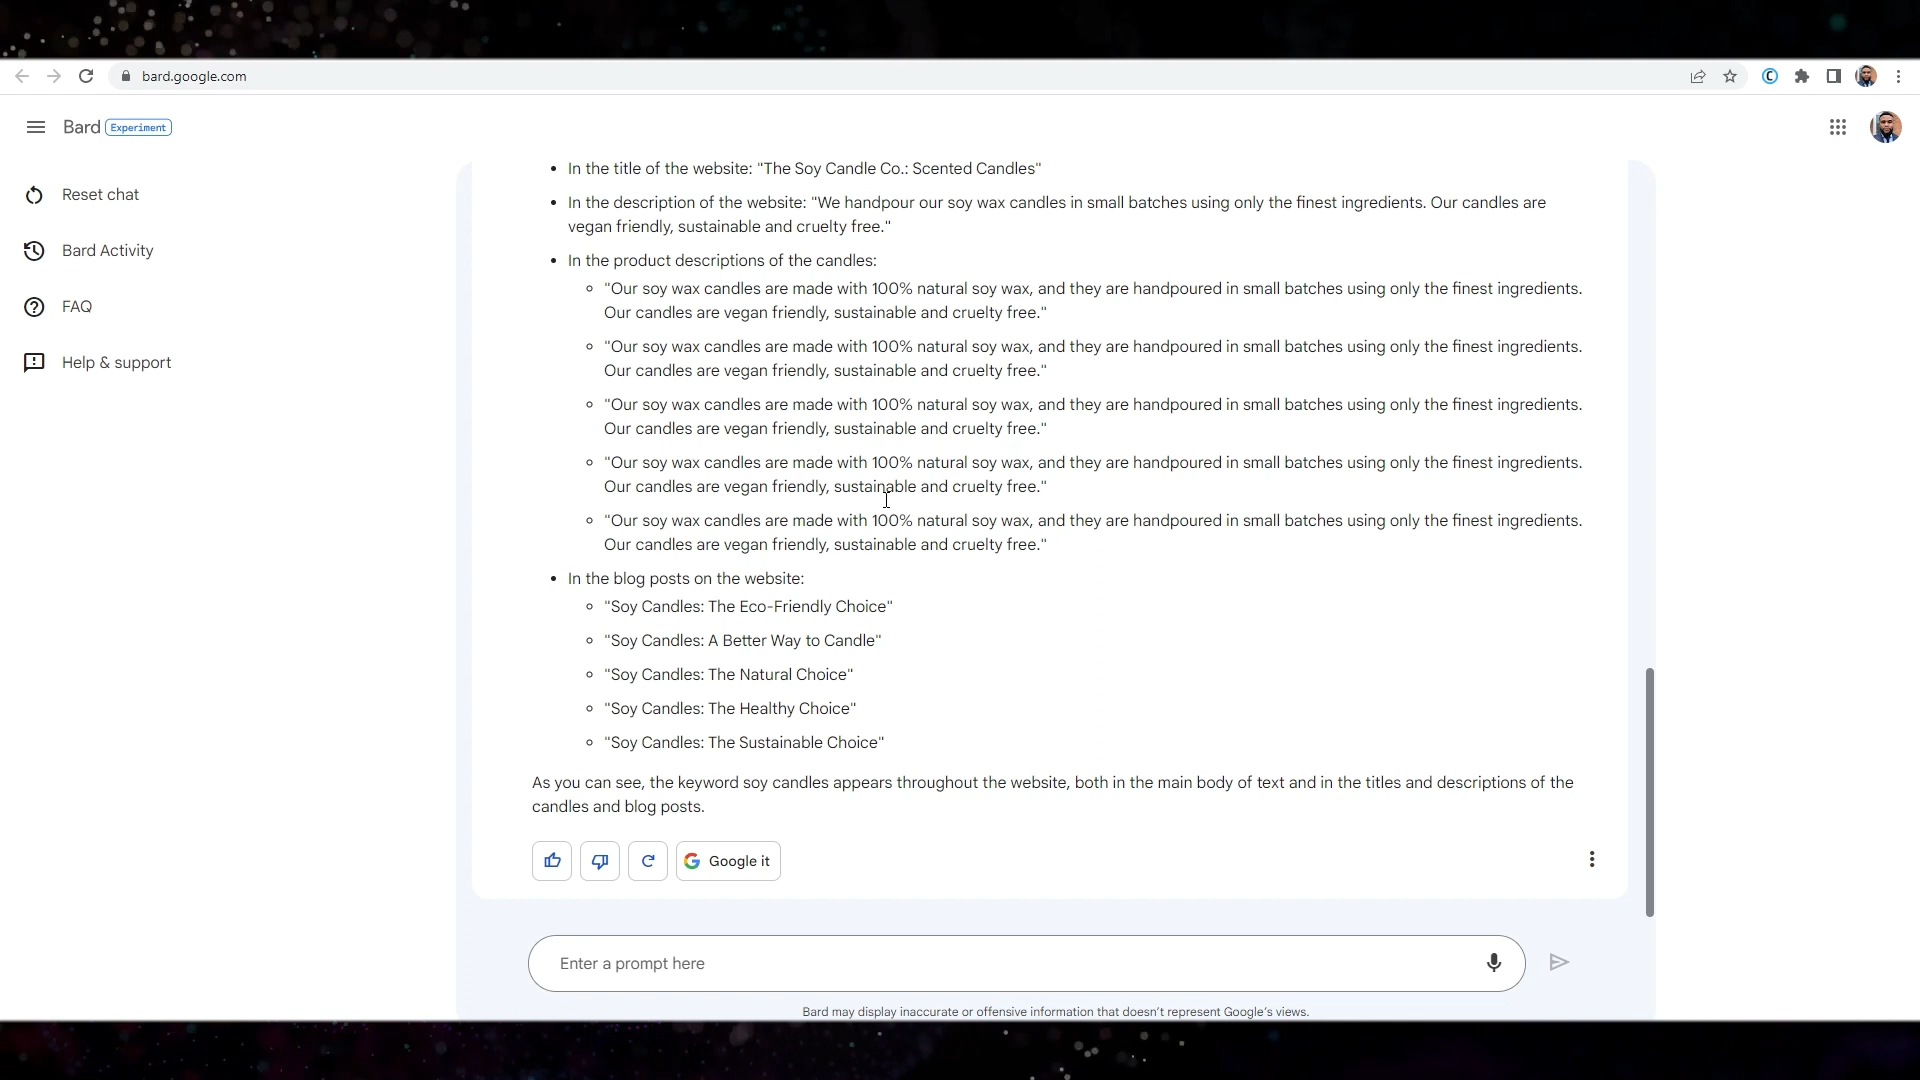 bard.google.com
Bard Experiment
Reset chat
Bard Activity
FAQ
Help & support
• In the title of the website: "The Soy Candle Co.: Scented Candles"
• In the description of the website: "We handpour our soy wax candles in small batches using only the finest ingredients. Our candles are
vegan friendly, sustainable and cruelty free."
• In the product descriptions of the candles:
◦ "Our soy wax candles are made with 100% natural soy wax, and they are handpoured in small batches using only the finest ingredients.
Our candles are vegan friendly, sustainable and cruelty free."
◦ "Our soy wax candles are made with 100% natural soy wax, and they are handpoured in small batches using only the finest ingredients.
Our candles are vegan friendly, sustainable and cruelty free."
◦ "Our soy wax candles are made with 100% natural soy wax, and they are handpoured in small batches using only the finest ingredients.
Our candles are vegan friendly, sustainable and cruelty free."
◦ "Our soy wax candles are made with 100% natural soy wax, and they are handpoured in small batches using only the finest ingredients.
Our candles are vegan friendly, sustainable and cruelty free."
◦ "Our soy wax candles are made with 100% natural soy wax, and they are handpoured in small batches using only the finest ingredients.
Our candles are vegan friendly, sustainable and cruelty free."
• In the blog posts on the website:
◦ "Soy Candles: The Eco-Friendly Choice"
◦ "Soy Candles: A Better Way to Candle"
◦ "Soy Candles: The Natural Choice"
◦ "Soy Candles: The Healthy Choice"
◦ "Soy Candles: The Sustainable Choice"
As you can see, the keyword soy candles appears throughout the website, both in the main body of text and in the titles and descriptions of the
candles and blog posts.
Google it
Enter a prompt here
Bard may display inaccurate or offensive information that doesn't represent Google's views.